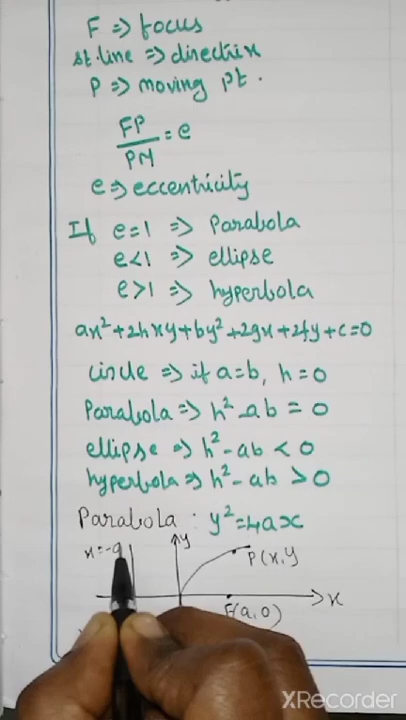 F => focus
st.line => directrix
P => moving pt.
FP
PM
= e
e => eccentricity
If e=1 => Parabola
e<1 => ellipse
e>1 => hyperbola
ax²+2hxy+by²+2gx+2fy+c=0
circle => if a=b, h=0
Parabola => h²-ab = 0
ellipse => h²-ab < 0
hyperbola => h²-ab > 0
Parabola : y²=4ax
x=-a
y
P(x,y
F(a,0)
x
XRecorder